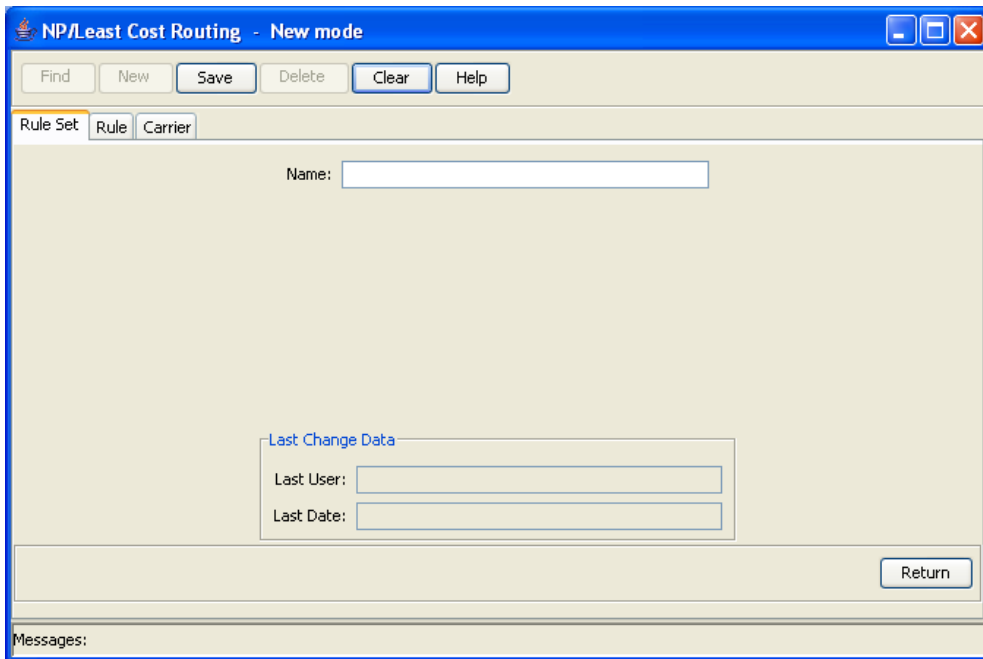 NP/Least Cost Routing - New mode
Find New Save Delete Clear Help
Rule Set Rule Carrier
Name:
Last Change Data
Last User:
Last Date:
Return
Messages: